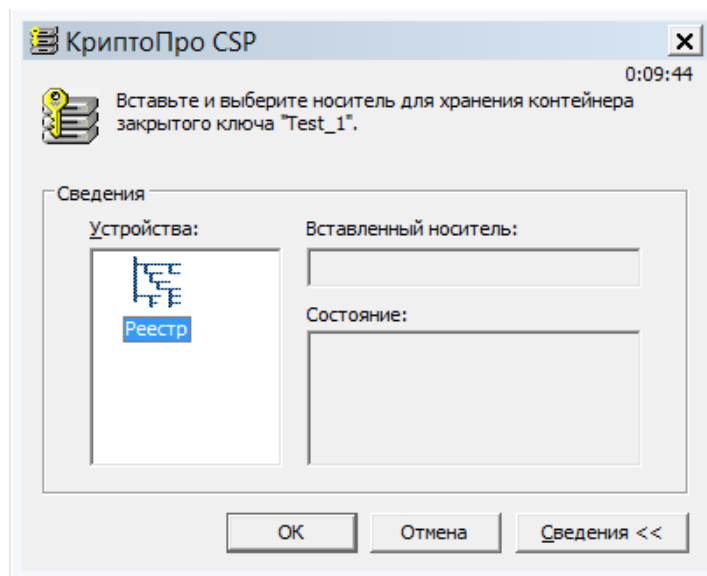 КриптоПро CSP
0:09:44
Вставьте и выберите носитель для хранения контейнера
закрытого ключа "Test_1".
Сведения
Устройства:
Реестр
Вставленный носитель:
Состояние:
ОК
Отмена
Сведения <<